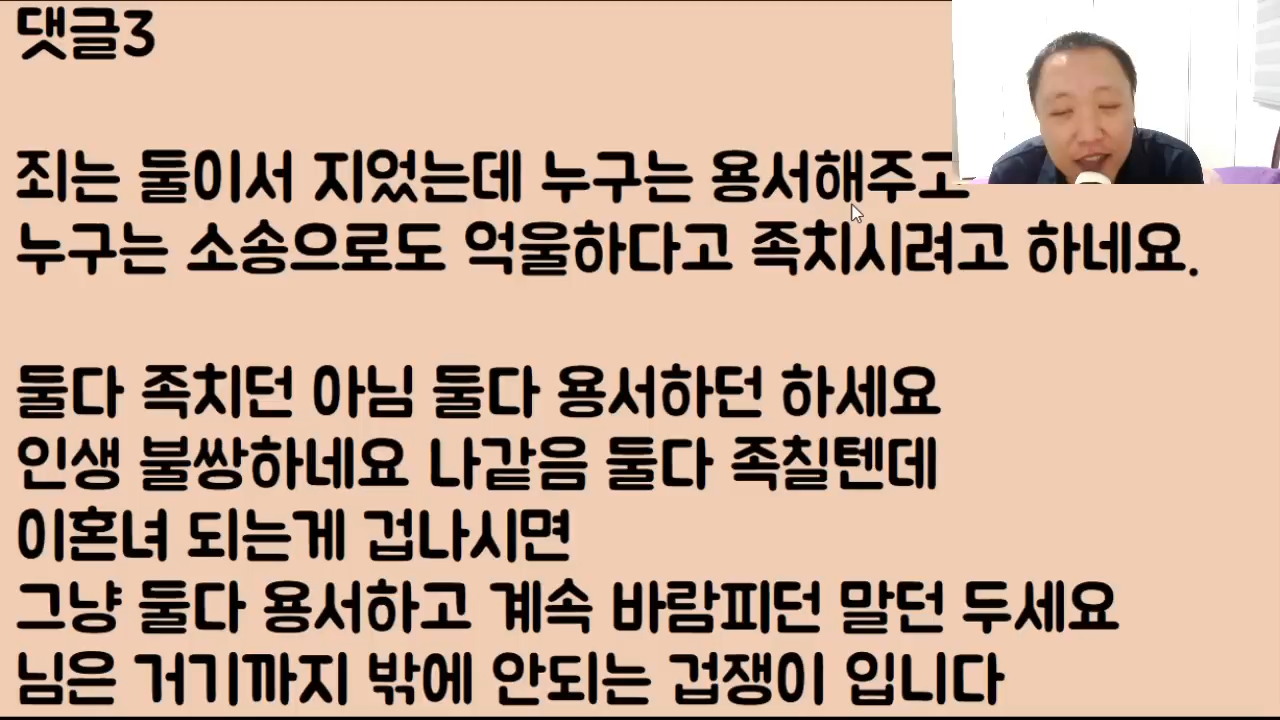 댓글3
죄는 둘이서 지었는데 누구는 용서해주고
누구는 소송으로도 억울하다고 족치시려고 하네요.
둘다 족치던 아님 둘다 용서하던 하세요
인생 불쌍하네요 나같음 둘다 족칠텐데
이혼녀 되는게 겁나시면
그냥 둘다 용서하고 계속 바람피던 말던 두세요
님은 거기까지 밖에 안되는 겁쟁이 입니다